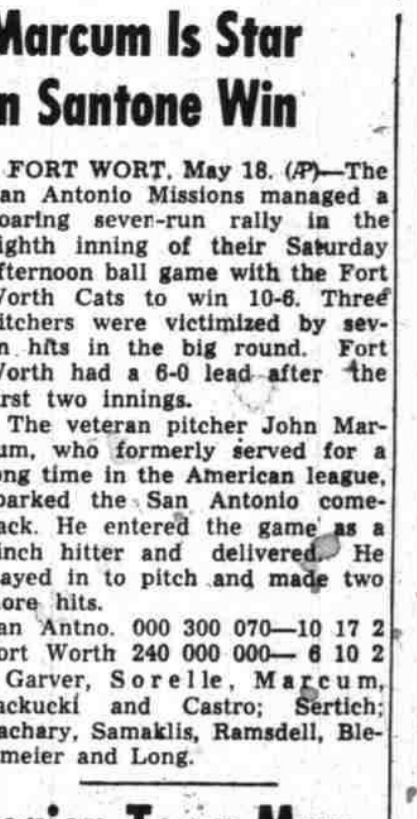 Marcum Is Star
n Santone Win
FORT WORT, May 18. (AP)—The
an Antonio Missions managed a
oaring sever-run rally in the
ighth inning of their Saturday
fternoon ball game with the Fort
Worth Cats to win 10-6. Three
itchers were victimized by sev-
n hits in the big round. Fort
Worth had a 6-0 lead after the
rst two innings.
The veteran pitcher John Mar-
um, who formerly served for a
ong time in the American league,
parked the San Antonio come-
ack. He entered the game as a
inch hitter and delivered. He
ayed in to pitch and made two
ore hits.
an Antno. 000 300 070—10 17 2
ort Worth 240 000 000— 6 10 2
Garver, Sorelle, Marcum,
ackucki and Castro; Sertich;
achary, Samaklis, Ramsdell, Ble-
meier and Long.